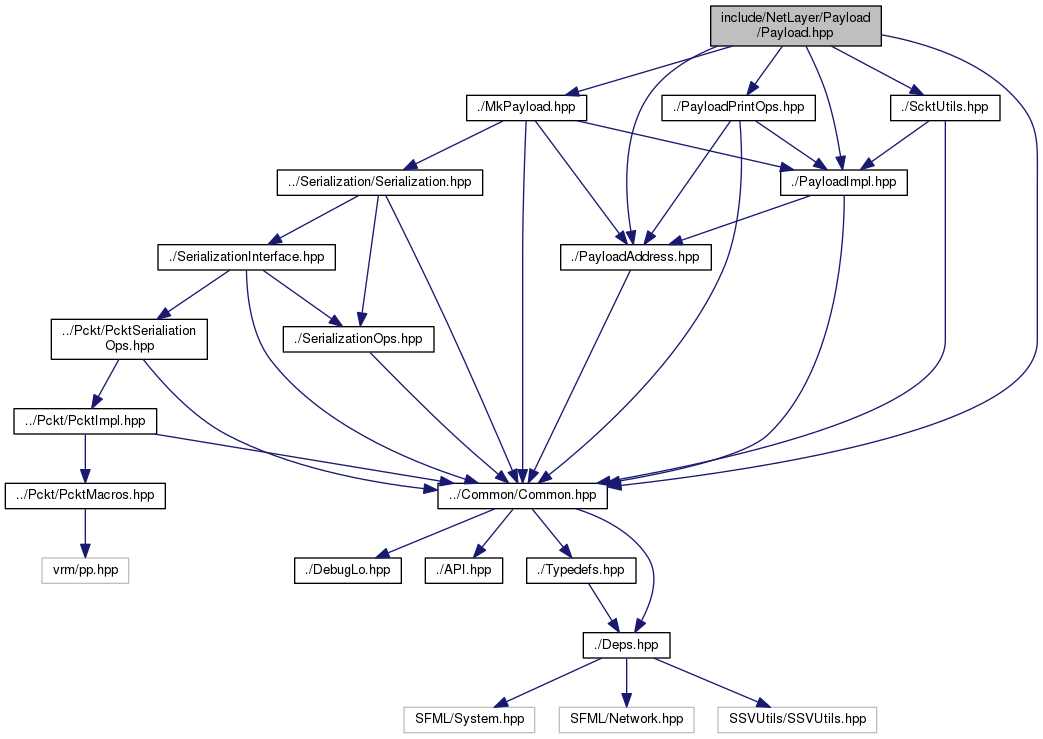 include/NetLayer/Payload
/Payload.hpp
./MkPayload.hpp
./PayloadPrintOps.hpp
./ScktUtils.hpp
../Serialization/Serialization.hpp
./PayloadImpl.hpp
./SerializationInterface.hpp
./PayloadAddress.hpp
../Pckt/PcktSerialiation
Ops.hpp
./SerializationOps.hpp
../Pckt/PcktImpl.hpp
../Pckt/PcktMacros.hpp
../Common/Common.hpp
vrm/pp.hpp
./DebugLo.hpp
./API.hpp
./Typedefs.hpp
./Deps.hpp
SFML/System.hpp
SFML/Network.hpp
SSVUtils/SSVUtils.hpp